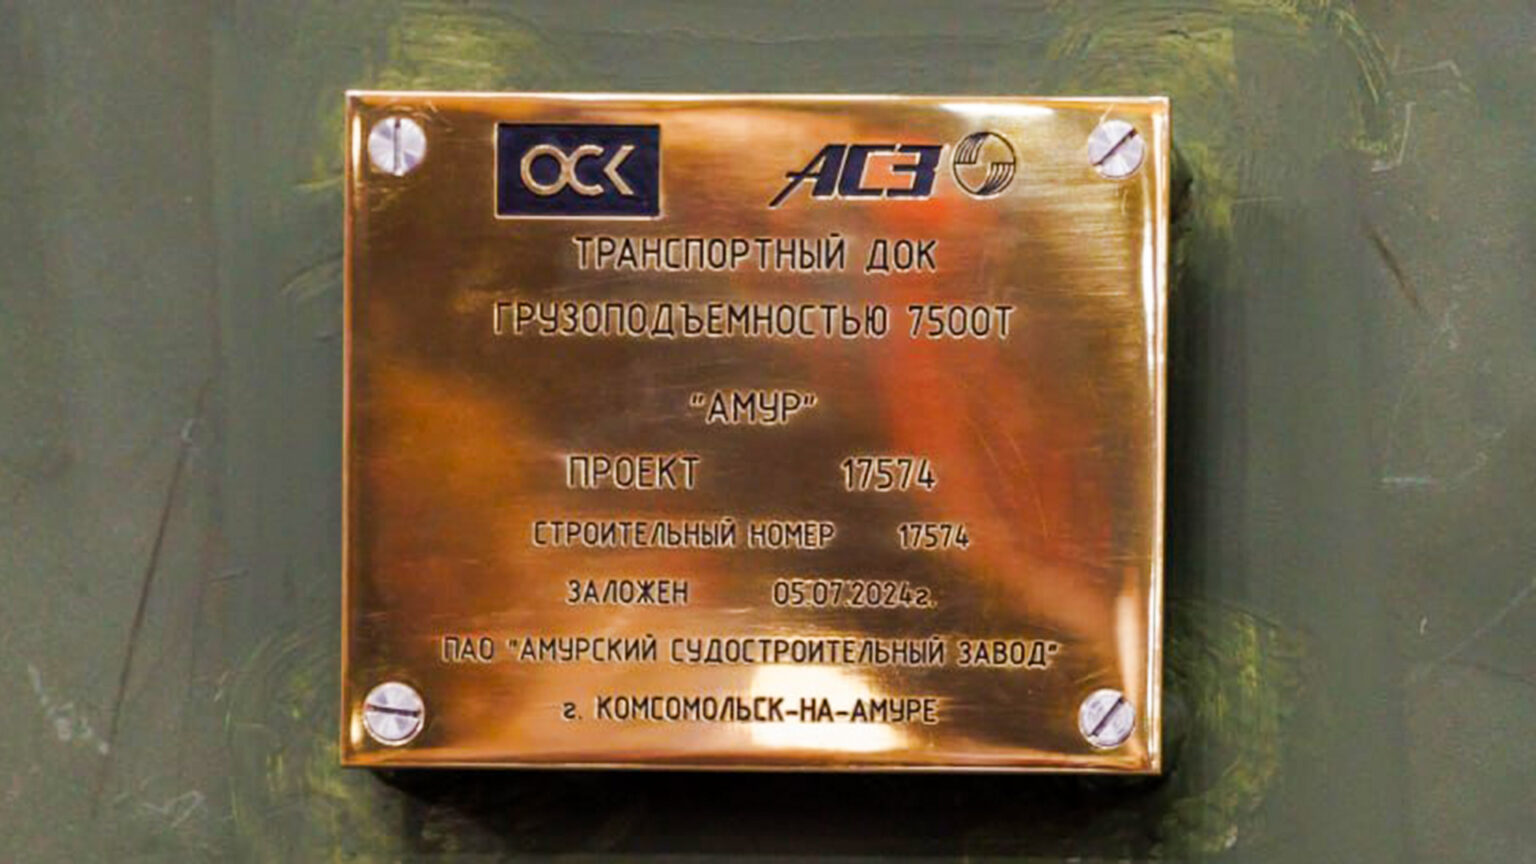 ОСК АСЗ
ТРАНСПОРТНЫЙ ДОК
ГРУЗОПОДЪЕМНОСТЬЮ 7500Т
"АМУР"
ПРОЕКТ 17574
СТРОИТЕЛЬНЫЙ НОМЕР 17574
ЗАЛОЖЕН 05.07.2024г.
ПАО "АМУРСКИЙ СУДОСТРОИТЕЛЬНЫЙ ЗАВОД"
г. КОМСОМОЛЬСК-НА-АМУРЕ